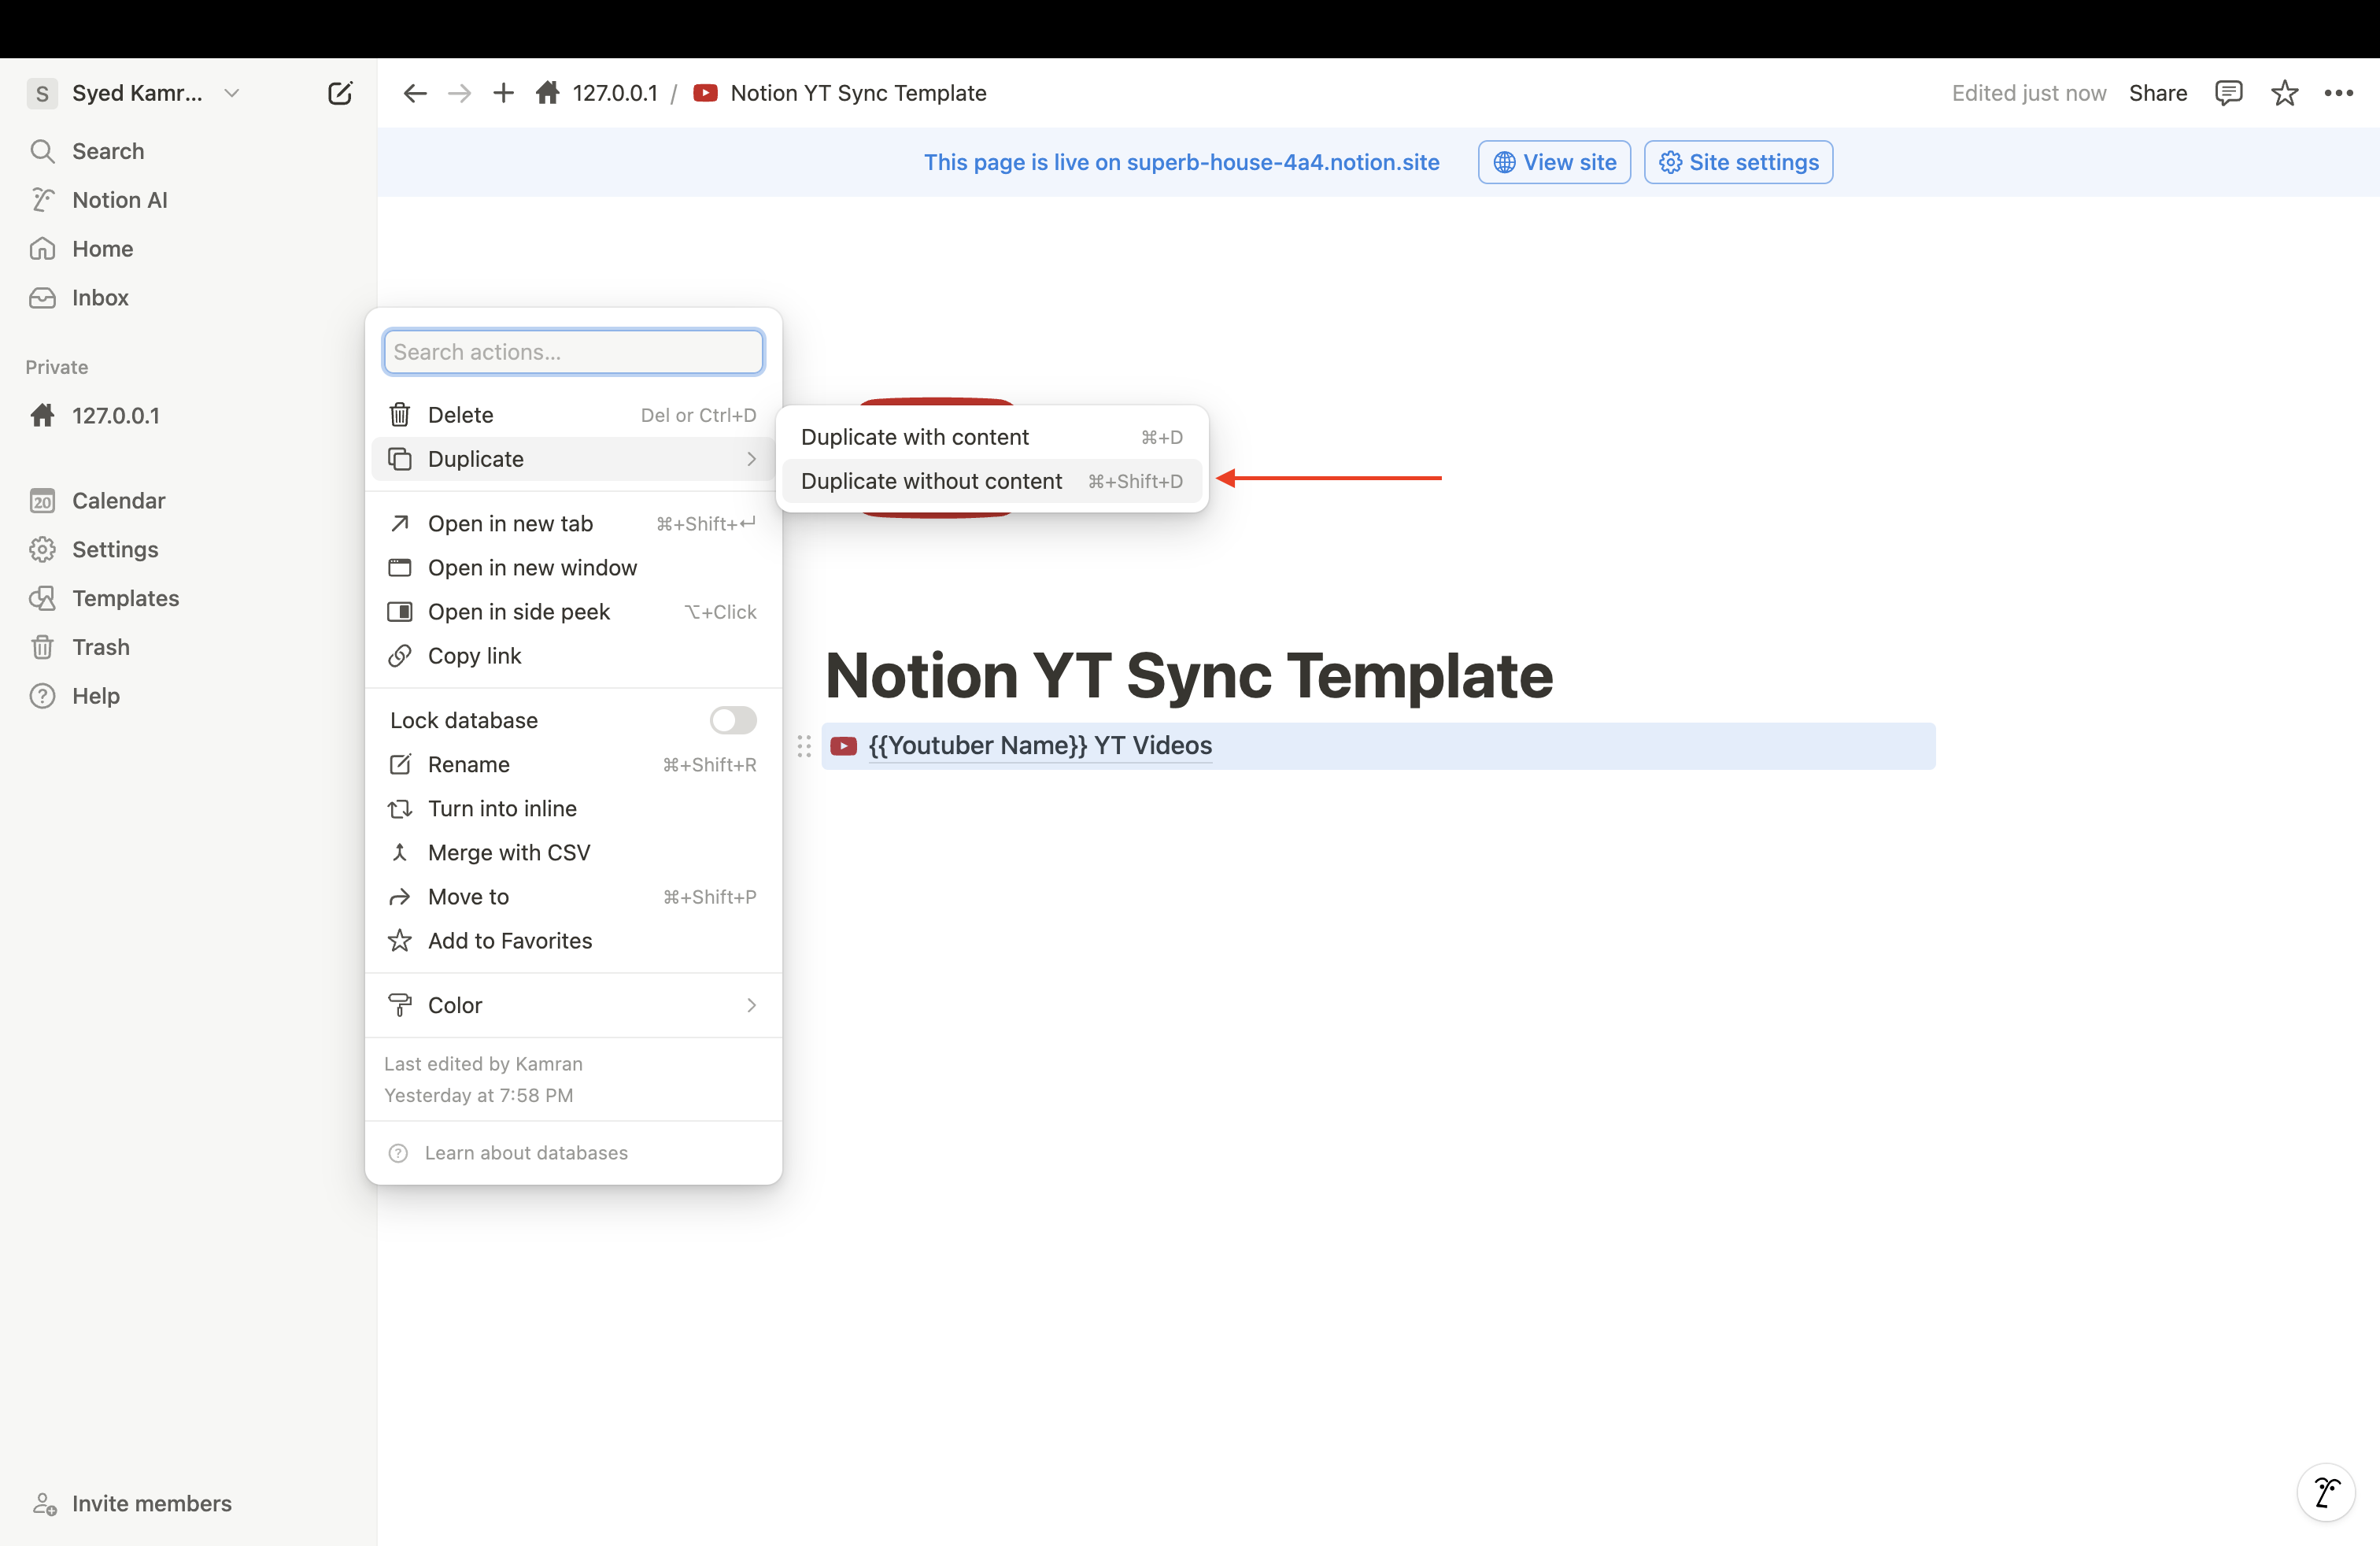 S Syed Kamr...
Search
Notion AI
Home
Inbox
Private
127.0.0.1
20 Calendar
Settings
Templates
Trash
Help
Invite members
127.0.0.1 / Notion YT Sync Template
Edited just now Share
This page is live on superb-house-4a4.notion.site View site Site settings
Search actions...
Delete Del or Ctrl+D
Duplicate
Open in new tab ⌘+Shift+↵
Open in new window
Open in side peek ⌥+Click
Copy link
Lock database
Rename ⌘+Shift+R
Turn into inline
Merge with CSV
Move to ⌘+Shift+P
Add to Favorites
Color
Last edited by Kamran
Yesterday at 7:58 PM
? Learn about databases
Duplicate with content ⌘+D
Duplicate without content ⌘+Shift+D
Notion YT Sync Template
{{Youtuber Name}} YT Videos